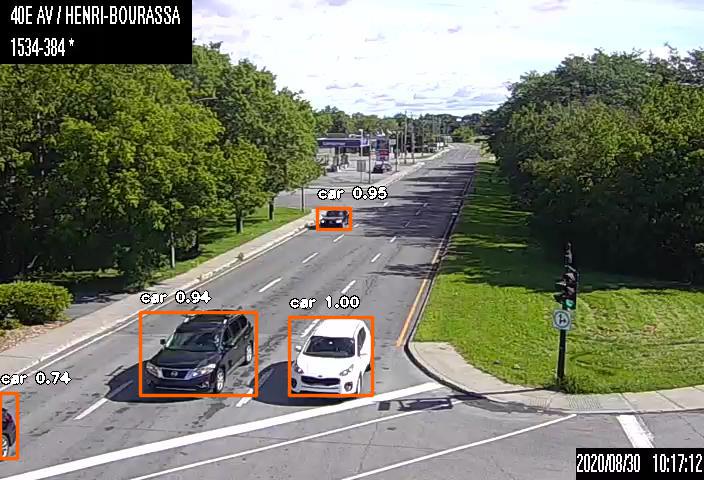 40E AV / HENRI-BOURASSA
1534-384 *
car 0.95
car 0.94
car 1.00
car 0.74
2020/08/30 10:17:12